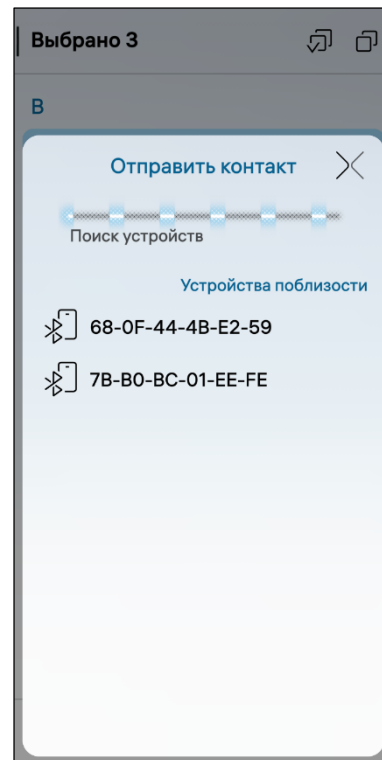 Выбрано 3
В
Отправить контакт
Поиск устройств
Устройства поблизости
68-0F-44-4B-E2-59
7B-B0-BC-01-EE-FE